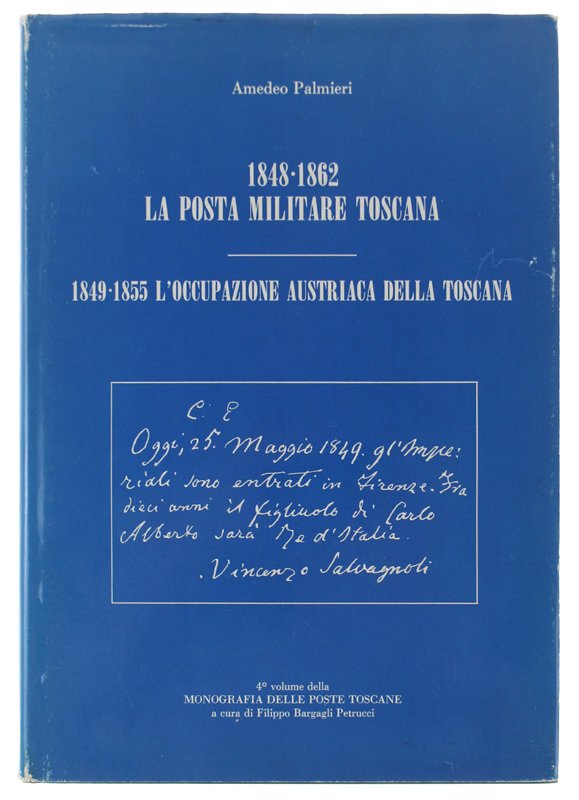 Amedeo Palmieri
1848·1862
LA POSTA MILITARE TOSCANA
1849·1855 L'OCCUPAZIONE AUSTRIACA DELLA TOSCANA
C. E
Oggi, 25. Maggio 1849. gl'Impe:
riali sono entrati in Firenze. Fra
dieci anni il figliuolo di Carlo
Alberto sarà Re d'Italia.
.Vincenzo Salvagnoli
4º volume della
MONOGRAFIA DELLE POSTE TOSCANE
a cura di Filippo Bargagli Petrucci